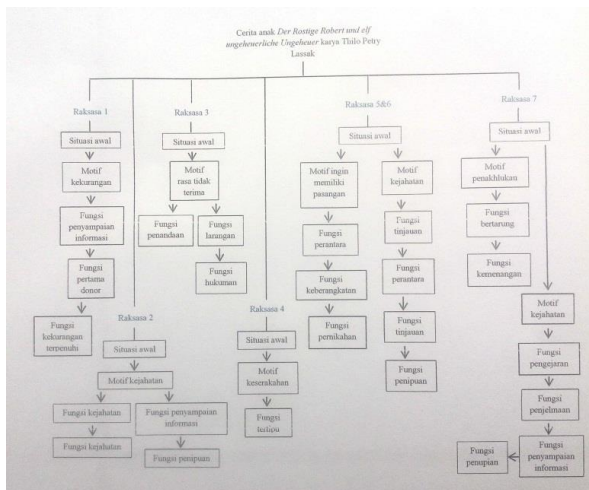 Cerita anak Der Rostige Robert und elf
ungeheuerliche Ungeheuer karya Thilo Petry
Lassak
Raksasa 1
Situasi awal
Motif
kekurangan
Fungsi
penyampaian
informasi
Fungsi
pertama
donor
Fungsi
kekurangan
terpenuhi
Raksasa 2
Situasi awal
Motif kejahatan
Fungsi kejahatan
Fungsi kejahatan
Fungsi penyampaian
informasi
Fungsi penipuan
Raksasa 3
Situasi awal
Motif
rasa tidak
terima
Fungsi
penandaan
Fungsi
larangan
Fungsi
hukuman
Raksasa 4
Situasi awal
Motif
keserakahan
Fungsi
tertipu
Raksasa 5&6
Situasi awal
Motif ingin
memiliki
pasangan
Fungsi
perantara
Fungsi
keberangkatan
Fungsi
pernikahan
Motif
kejahatan
Fungsi
tinjauan
Fungsi
perantara
Fungsi
tinjauan
Fungsi
penipuan
Raksasa 7
Situasi awal
Motif
penakhlukan
Fungsi
bertarung
Fungsi
kemenangan
Motif
kejahatan
Fungsi
pengejaran
Fungsi
penjelmaan
Fungsi
penyampaian
informasi
Fungsi
penupian